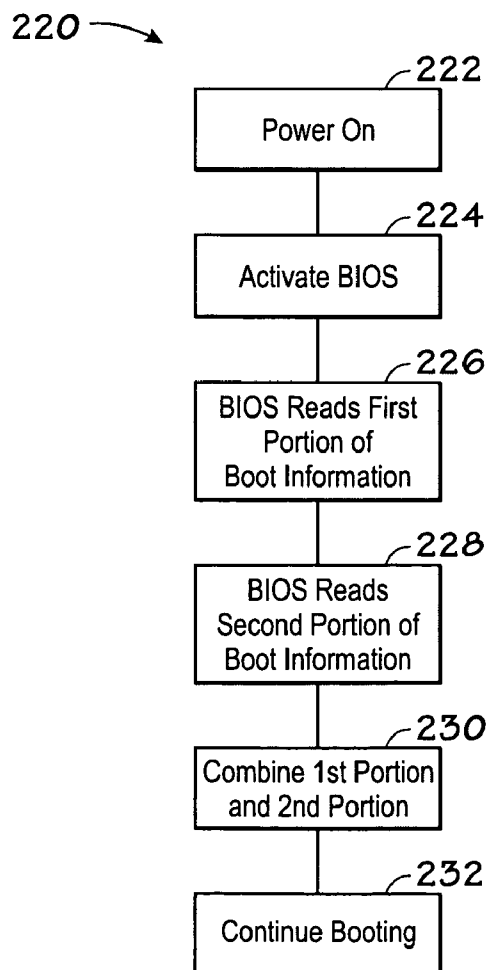 220
222
Power On
224
Activate BIOS
226
BIOS Reads First
Portion of
Boot Information
228
BIOS Reads
Second Portion of
Boot Information
230
Combine 1st Portion
and 2nd Portion
232
Continue Booting